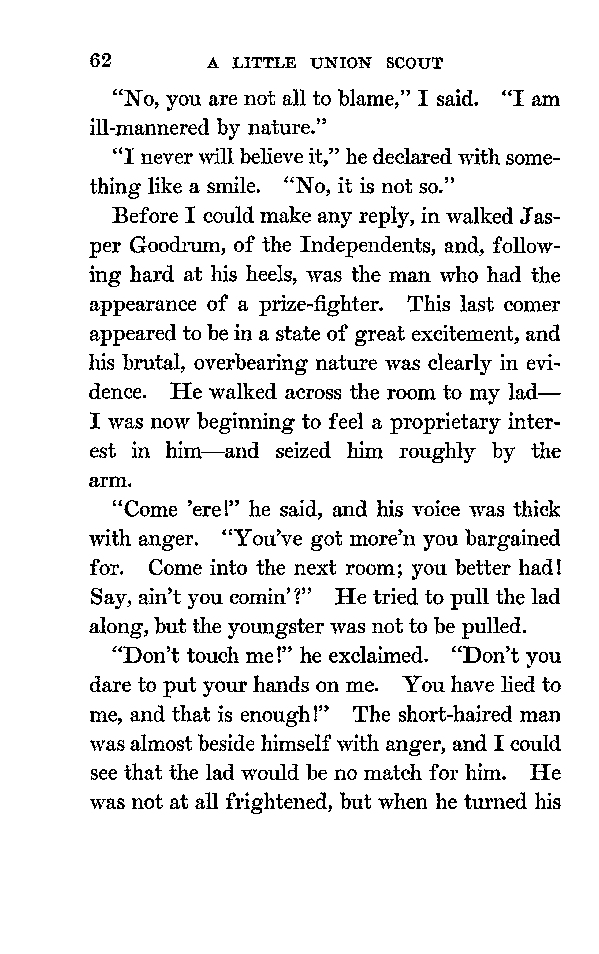 62 A LITTLE UNION SCOUT
“No, you are not all to blame,” I said. “I am
ill-mannered by nature.”
“I never will believe it,” he declared with some-
thing like a smile. “No, it is not so.”
Before I could make any reply, in walked Jas-
per Goodrum, of the Independents, and, follow-
ing hard at his heels, was the man who had the
appearance of a prize-fighter. This last comer
appeared to be in a state of great excitement, and
his brutal, overbearing nature was clearly in evi-
dence. He walked across the room to my lad—
I was now beginning to feel a proprietary inter-
est in him—and seized him roughly by the
arm.
“Come ’ere!” he said, and his voice was thick
with anger. “You’ve got more’n you bargained
for. Come into the next room; you better had!
Say, ain’t you comin’?” He tried to pull the lad
along, but the youngster was not to be pulled.
“Don’t touch me!” he exclaimed. “Don’t you
dare to put your hands on me. You have lied to
me, and that is enough!” The short-haired man
was almost beside himself with anger, and I could
see that the lad would be no match for him. He
was not at all frightened, but when he turned his